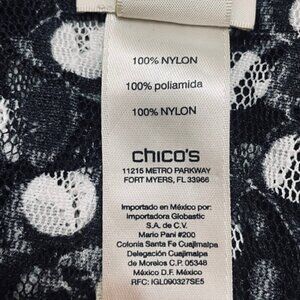 100% NYLON
100% poliamida
100% NYLON
chico's
11215 METRO PARKWAY
FORT MYERS, FL 33966
Importado en México por:
Importadora Globastic
S.A. de C.V.
Mario Pani #200
Colonia Santa Fe Cuajimalpa
Delegación Cuajimalpa
de Morelos C.P. 05348
México D.F. México
RFC: IGL090327SE5